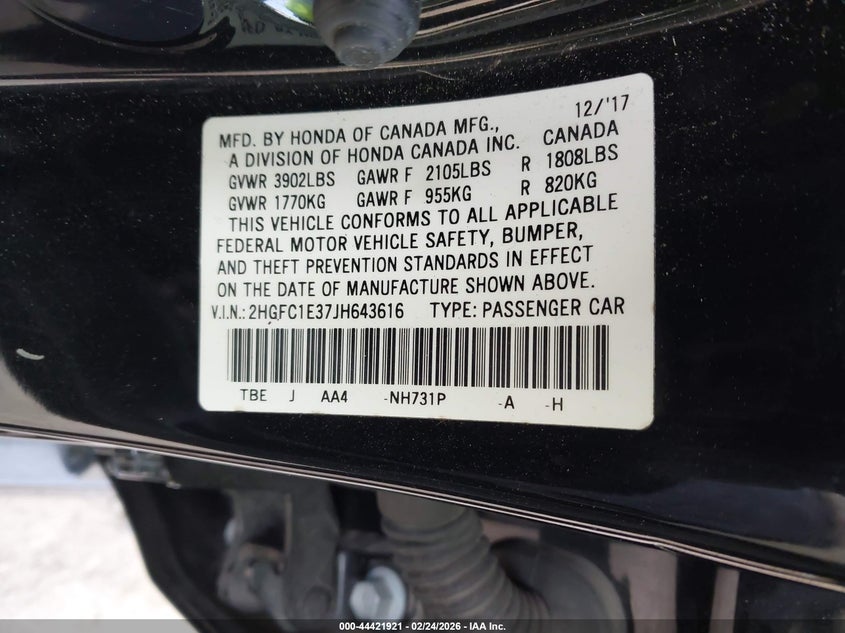 12/'17
MFD. BY HONDA OF CANADA MFG.,
A DIVISION OF HONDA CANADA INC. CANADA
GVWR 3902LBS GAWR F 2105LBS R 1808LBS
GVWR 1770KG GAWR F 955KG R 820KG
THIS VEHICLE CONFORMS TO ALL APPLICABLE
FEDERAL MOTOR VEHICLE SAFETY, BUMPER,
AND THEFT PREVENTION STANDARDS IN EFFECT
ON THE DATE OF MANUFACTURE SHOWN ABOVE.
V.I.N.: 2HGFC1E37JH643616 TYPE: PASSENGER CAR
TBE J AA4 -NH731P -A -H
000-44421921 - 02/24/2026 - IAA Inc.